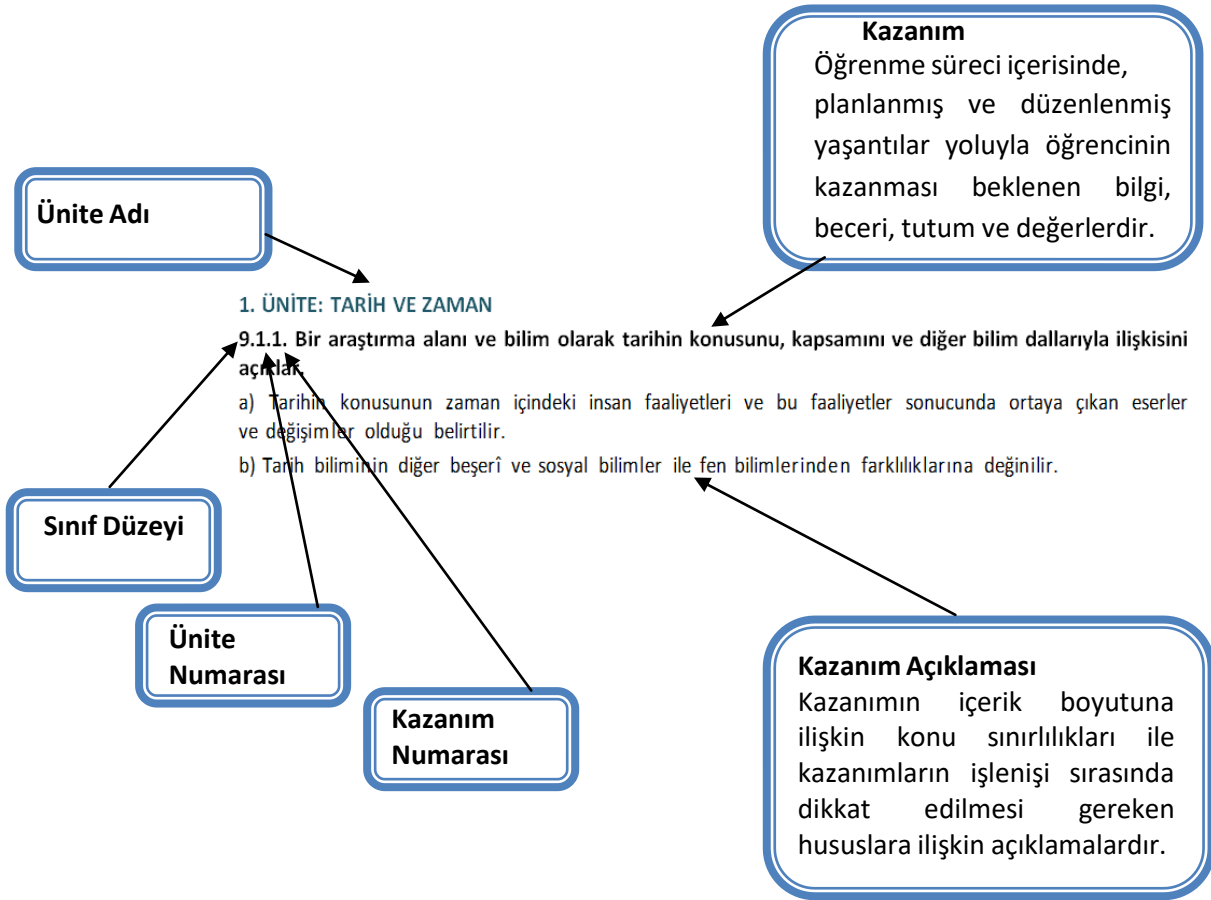 Kazanım
Öğrenme süreci içerisinde,
planlanmış ve düzenlenmiş
yaşantılar yoluyla öğrencinin
kazanması beklenen bilgi,
beceri, tutum ve değerlerdir.
Ünite Adı
1. ÜNİTE: TARİH VE ZAMAN
9.1.1. Bir araştırma alanı ve bilim olarak tarihin konusunu, kapsamını ve diğer bilim dallarıyla ilişkisini
açıklar.
a) Tarihin konusunun zaman içindeki insan faaliyetleri ve bu faaliyetler sonucunda ortaya çıkan eserler
ve değişimler olduğu belirtilir.
b) Tarih biliminin diğer beşerî ve sosyal bilimler ile fen bilimlerinden farklılıklarına değinilir.
Sınıf Düzeyi
Ünite
Numarası
Kazanım
Numarası
Kazanım Açıklaması
Kazanımın içerik boyutuna
ilişkin konu sınırlılıkları ile
kazanımların işlenişi sırasında
dikkat edilmesi gereken
hususlara ilişkin açıklamalardır.